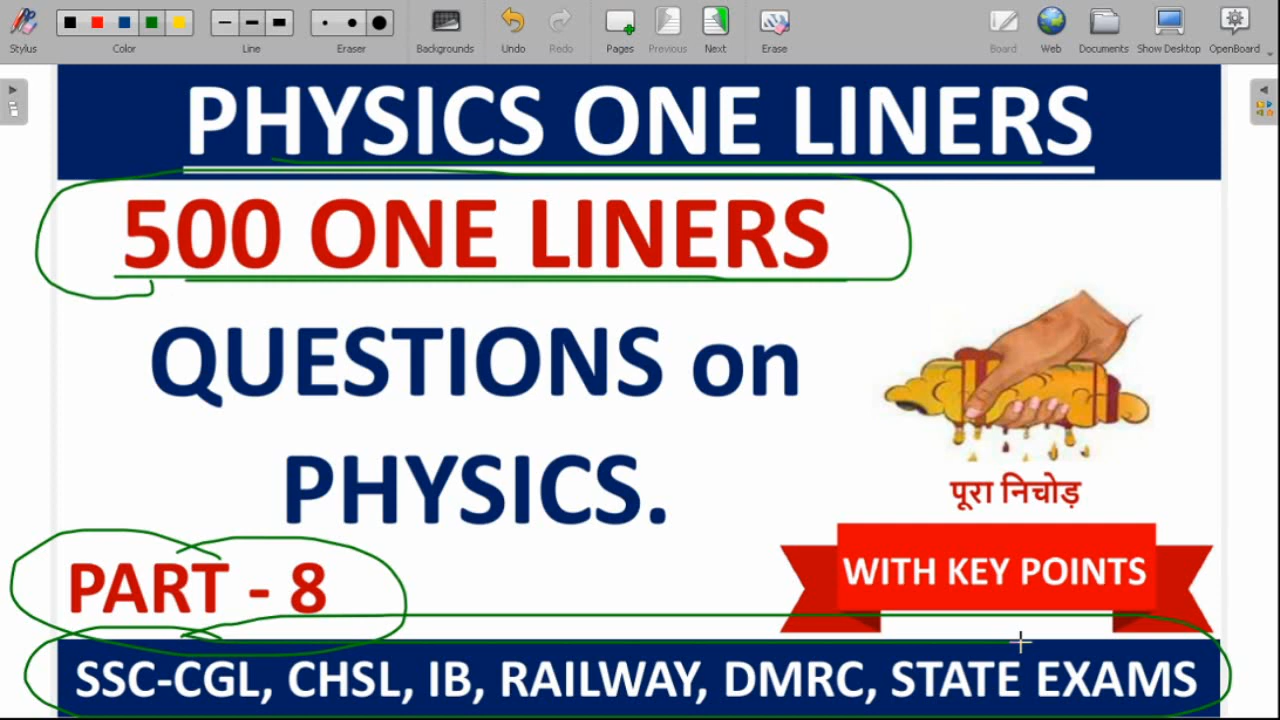 Stylus Color Line Eraser Backgrounds Undo Redo Pages Previous Next Erase Board Web Documents Show Desktop OpenBoard
PHYSICS ONE LINERS
500 ONE LINERS
QUESTIONS on
PHYSICS.
पूरा निचोड़
WITH KEY POINTS
PART - 8
SSC-CGL, CHSL, IB, RAILWAY, DMRC, STATE EXAMS